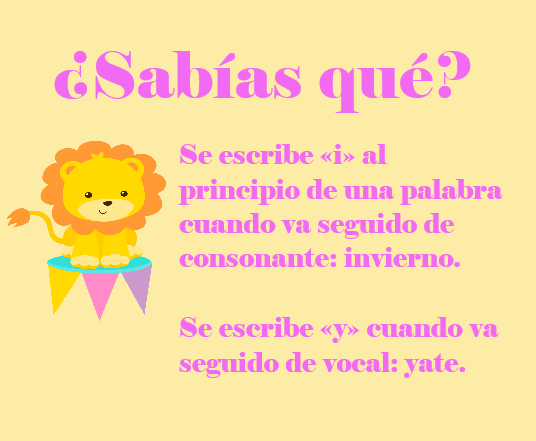 ¿Sabías qué?
Se escribe «i» al
principio de una palabra
cuando va seguido de
consonante: invierno.
Se escribe «y» cuando va
seguido de vocal: yate.